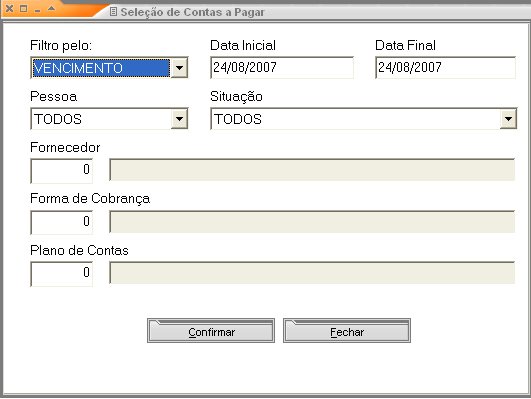 Seleção de Contas a Pagar
Filtro pelo: Data Inicial Data Final
VENCIMENTO 24/08/2007 24/08/2007
Pessoa Situação
TODOS TODOS
Fornecedor
0
Forma de Cobrança
0
Plano de Contas
0
Confirmar Fechar